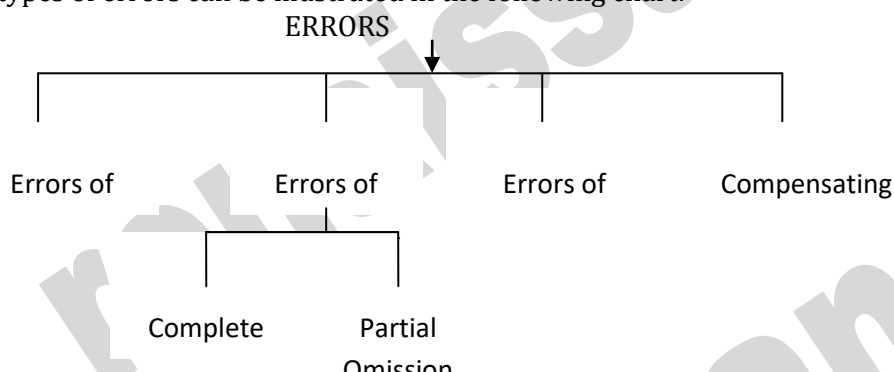 types of errors can be illustrated in the following chart.
ERRORS
Errors of
Errors of
Errors of
Compensating
Complete
Partial
Omission